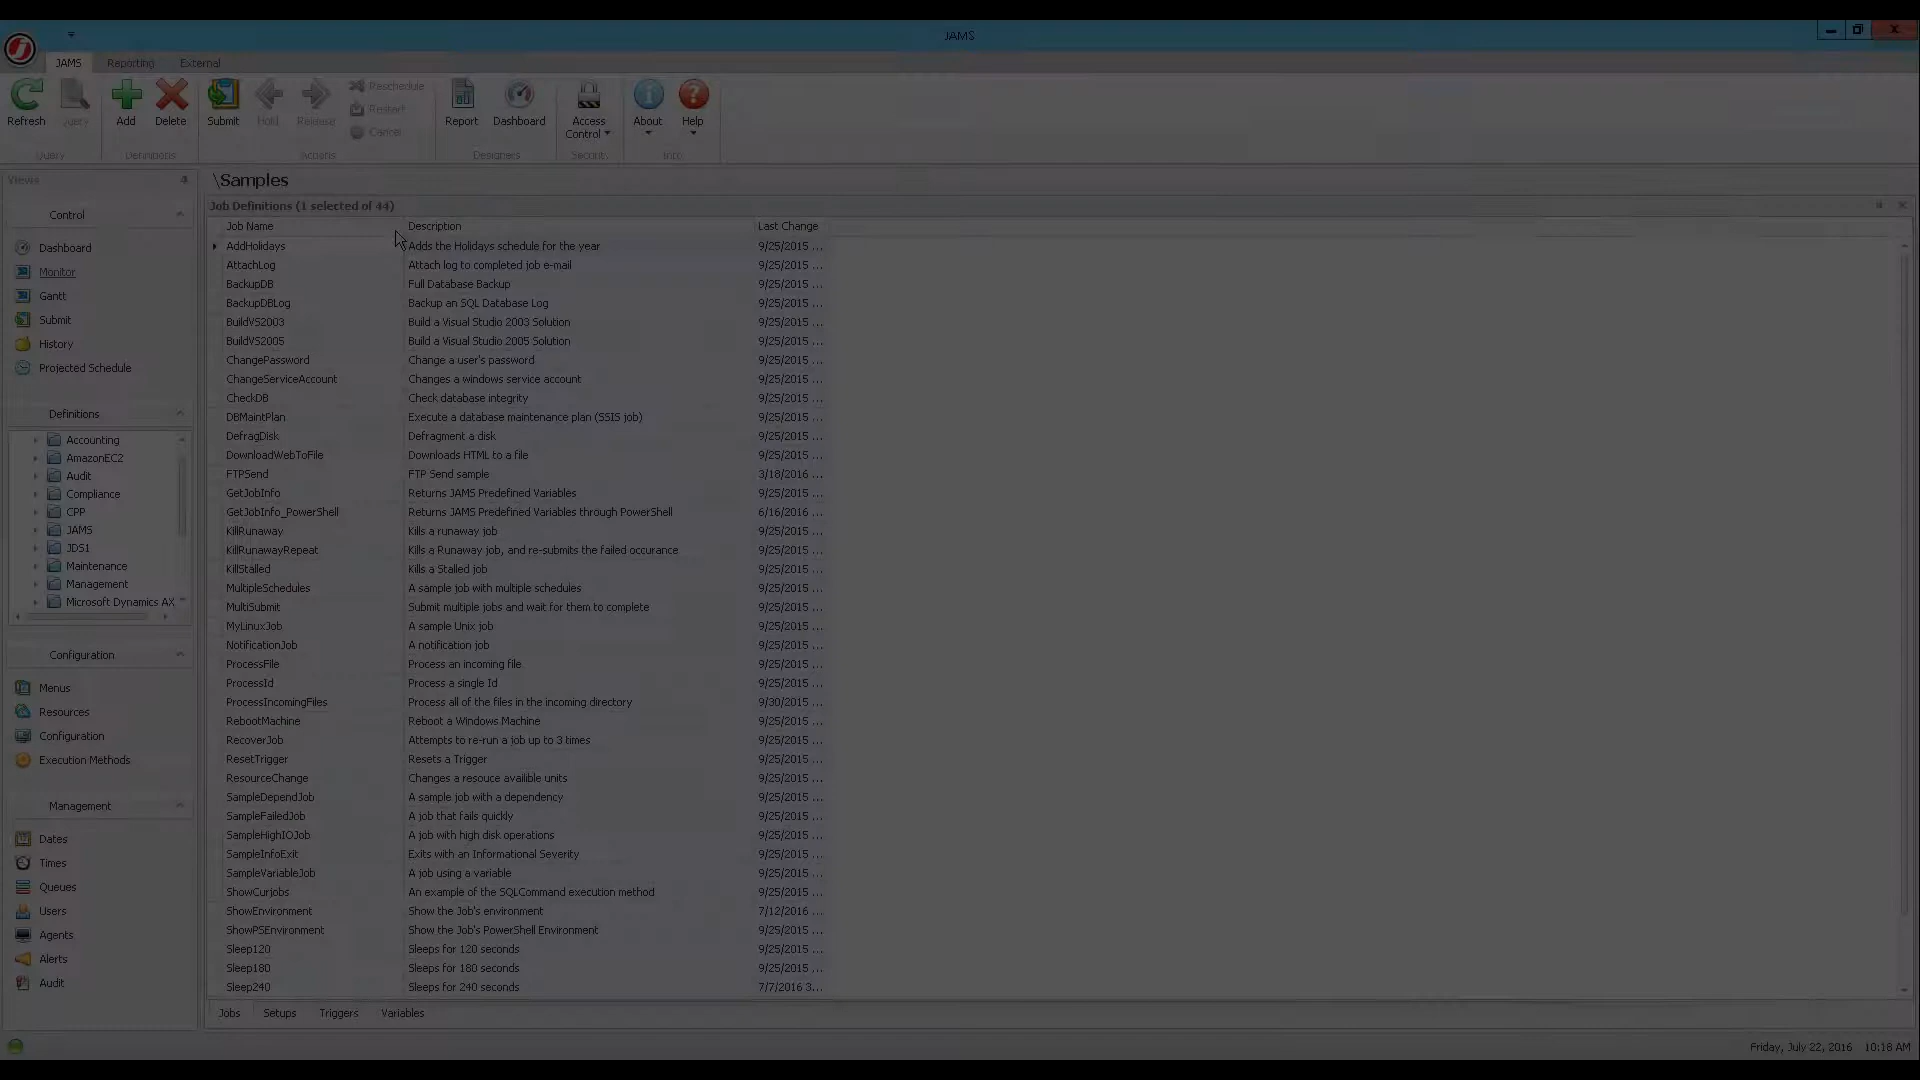 JAMS
JAMS Reporting External
Refresh Query Add Delete Submit Hold Release Reschedule Restart Cancel Report Dashboard Access Control About Help
Query Definitions Actions Designers Security Info
Views
\Samples
Job Definitions (1 selected of 44)
Control
Dashboard
Monitor
Gantt
Submit
History
Projected Schedule
Definitions
Accounting
AmazonEC2
Audit
Compliance
CPP
JAMS
JDS1
Maintenance
Management
Microsoft Dynamics AX
Configuration
Menus
Resources
Configuration
Execution Methods
Management
Dates
Times
Queues
Users
Agents
Alerts
Audit
Job Name Description Last Change
AddHolidays Adds the Holidays schedule for the year 9/25/2015 ...
AttachLog Attach log to completed job e-mail 9/25/2015 ...
BackupDB Full Database Backup 9/25/2015 ...
BackupDBLog Backup an SQL Database Log 9/25/2015 ...
BuildVS2003 Build a Visual Studio 2003 Solution 9/25/2015 ...
BuildVS2005 Build a Visual Studio 2005 Solution 9/25/2015 ...
ChangePassword Change a user's password 9/25/2015 ...
ChangeServiceAccount Changes a windows service account 9/25/2015 ...
CheckDB Check database integrity 9/25/2015 ...
DBMaintPlan Execute a database maintenance plan (SSIS job) 9/25/2015 ...
DefragDisk Defragment a disk 9/25/2015 ...
DownloadWebToFile Downloads HTML to a file 9/25/2015 ...
FTPSend FTP Send sample 3/18/2016 ...
GetJobInfo Returns JAMS Predefined Variables 9/25/2015 ...
GetJobInfo_PowerShell Returns JAMS Predefined Variables through PowerShell 6/16/2016 ...
KillRunaway Kills a runaway job 9/25/2015 ...
KillRunawayRepeat Kills a Runaway job, and re-submits the failed occurance 9/25/2015 ...
KillStalled Kills a Stalled job 9/25/2015 ...
MultipleSchedules A sample job with multiple schedules 9/25/2015 ...
MultiSubmit Submit multiple jobs and wait for them to complete 9/25/2015 ...
MyLinuxJob A sample Unix job 9/25/2015 ...
NotificationJob A notification job 9/25/2015 ...
ProcessFile Process an incoming file 9/25/2015 ...
ProcessId Process a single Id 9/25/2015 ...
ProcessIncomingFiles Process all of the files in the incoming directory 9/30/2015 ...
RebootMachine Reboot a Windows Machine 9/25/2015 ...
RecoverJob Attempts to re-run a job up to 3 times 9/25/2015 ...
ResetTrigger Resets a Trigger 9/25/2015 ...
ResourceChange Changes a resouce availible units 9/25/2015 ...
SampleDependJob A sample job with a dependency 9/25/2015 ...
SampleFailedJob A job that fails quickly 9/25/2015 ...
SampleHighIOJob A job with high disk operations 9/25/2015 ...
SampleInfoExit Exits with an Informational Severity 9/25/2015 ...
SampleVariableJob A job using a variable 9/25/2015 ...
ShowCurjobs An example of the SQLCommand execution method 9/25/2015 ...
ShowEnvironment Show the Job's environment 7/12/2016 ...
ShowPSEnvironment Show the Job's PowerShell Environment 9/25/2015 ...
Sleep120 Sleeps for 120 seconds 9/25/2015 ...
Sleep180 Sleeps for 180 seconds 9/25/2015 ...
Sleep240 Sleeps for 240 seconds 7/7/2016 3...
Jobs Setups Triggers Variables
Friday, July 22, 2016 10:18 AM